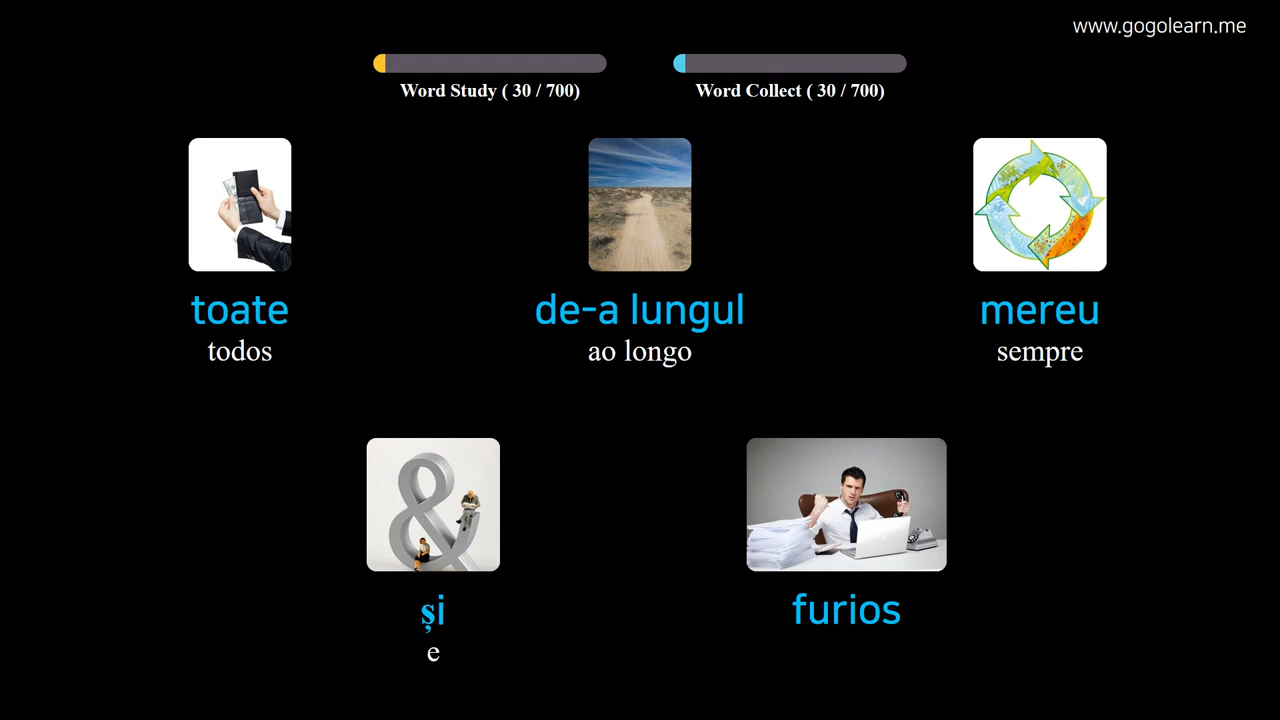 www.gogolearn.me
Word Study ( 30 / 700)
Word Collect ( 30 / 700)
toate
todos
de-a lungul
ao longo
mereu
sempre
&
și
e
furios